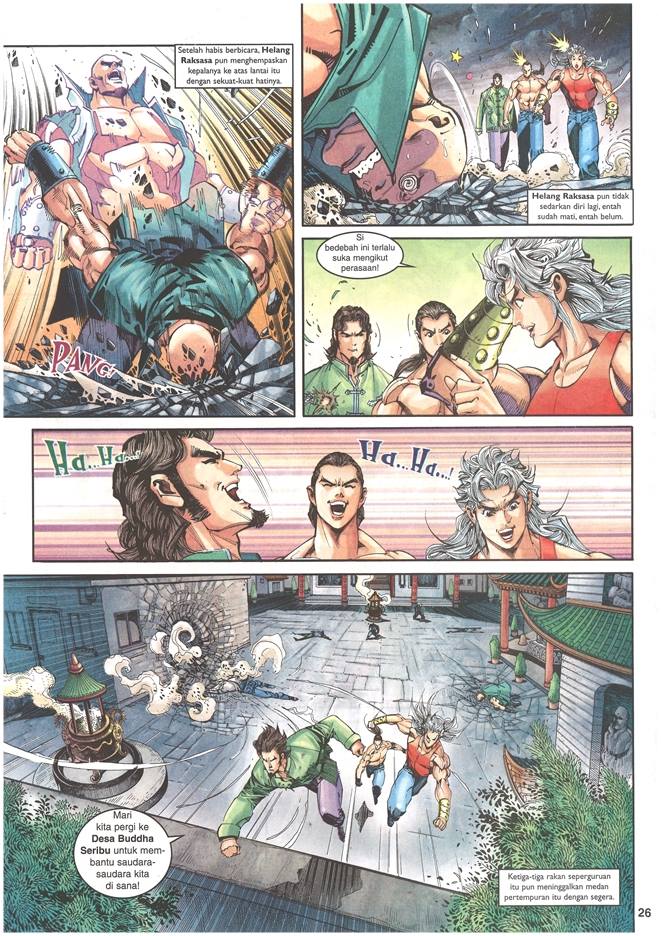 Setelah habis berbicara, Helang
Raksasa pun menghempaskan
kepalanya ke atas lantai itu
dengan sekuat-kuat hatinya.
PANG!
Helang Raksasa pun tidak
sedarkan diri lagi, entah
sudah mati, entah belum.
Si
bedebah ini terlalu
suka mengikut
perasaan!
Ha...Ha...!
Ha...Ha...!
Mari
kita pergi ke
Desa Buddha
Seribu untuk mem-
bantu saudara-
saudara kita
di sana!
Ketiga-tiga rakan seperguruan
itu pun meninggalkan medan
pertempuran itu dengan segera.
26